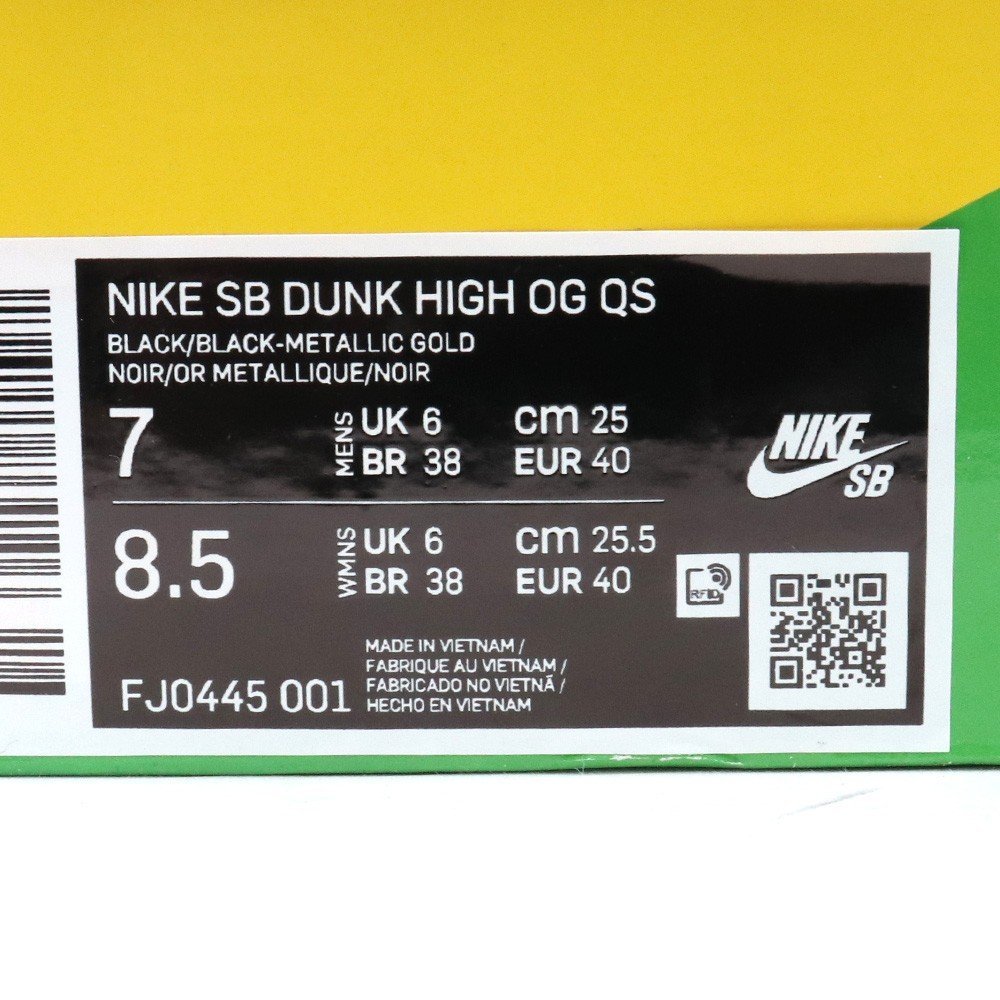 NIKE SB DUNK HIGH OG QS
BLACK/BLACK-METALLIC GOLD
NOIR/OR METALLIQUE/NOIR
7 MENS UK 6 cm 25
BR 38 EUR 40
NIKE
SB
8.5 WMNS UK 6 cm 25.5
BR 38 EUR 40
RFID
MADE IN VIETNAM /
FABRIQUE AU VIETNAM /
FABRICADO NO VIETNÃ /
HECHO EN VIETNAM
FJ0445 001